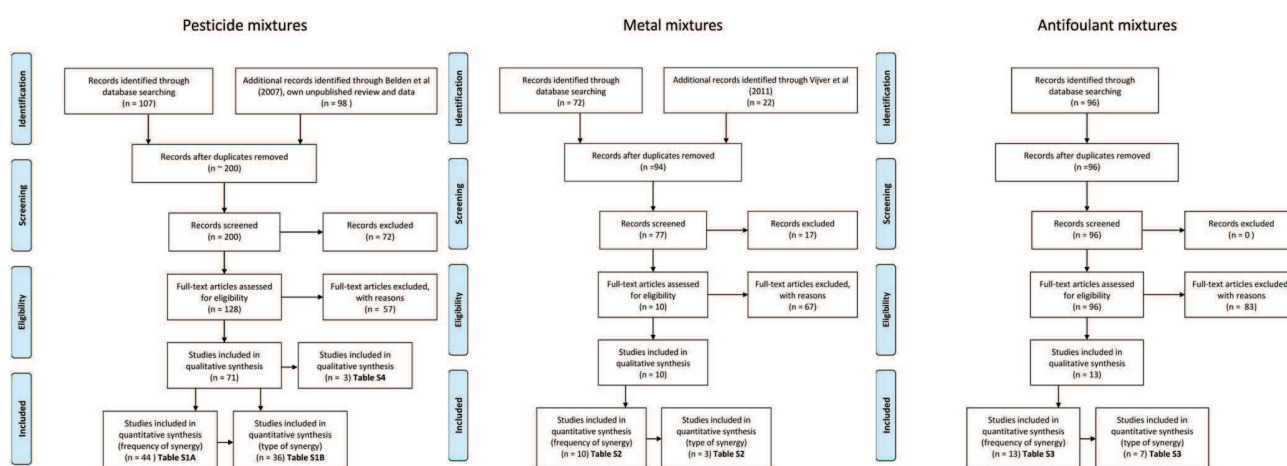 Pesticide mixtures
Identification
Screening
Eligibility
Included
Records identified through
database searching
(n = 107)
Additional records identified through Belden et al
(2007), own unpublished review and data
(n = 98 )
Records after duplicates removed
(n ~ 200)
Records screened
(n = 200)
Records excluded
(n = 72)
Full-text articles assessed
for eligibility
(n = 128)
Full-text articles excluded,
with reasons
(n = 57)
Studies included in
qualitative synthesis
(n = 71)
Studies included in
qualitative synthesis
(n = 3) Table S4
Studies included in
quantitative synthesis
(frequency of synergy)
(n = 44 ) Table S1A
Studies included in
quantitative synthesis
(type of synergy)
(n = 36) Table S1B
Metal mixtures
Identification
Screening
Eligibility
Included
Records identified through
database searching
(n = 72)
Additional records identified through Vijver et al
(2011)
(n = 22)
Records after duplicates removed
(n =94)
Records screened
(n = 77)
Records excluded
(n = 17)
Full-text articles assessed
for eligibility
(n = 10)
Full-text articles excluded,
with reasons
(n = 67)
Studies included in
qualitative synthesis
(n = 10)
Studies included in
quantitative synthesis
(frequency of synergy)
(n = 10) Table S2
Studies included in
quantitative synthesis
(type of synergy)
(n = 3) Table S2
Antifoulant mixtures
Identification
Screening
Eligibility
Included
Records identified through
database searching
(n = 96)
Records after duplicates removed
(n =96)
Records screened
(n = 96)
Records excluded
(n = 0 )
Full-text articles assessed
for eligibility
(n = 96)
Full-text articles excluded
with reasons
(n = 83)
Studies included in
qualitative synthesis
(n = 13)
Studies included in
quantitative synthesis
(frequency of synergy)
(n = 13) Table S3
Studies included in
quantitative synthesis
(type of synergy)
(n = 7) Table S3